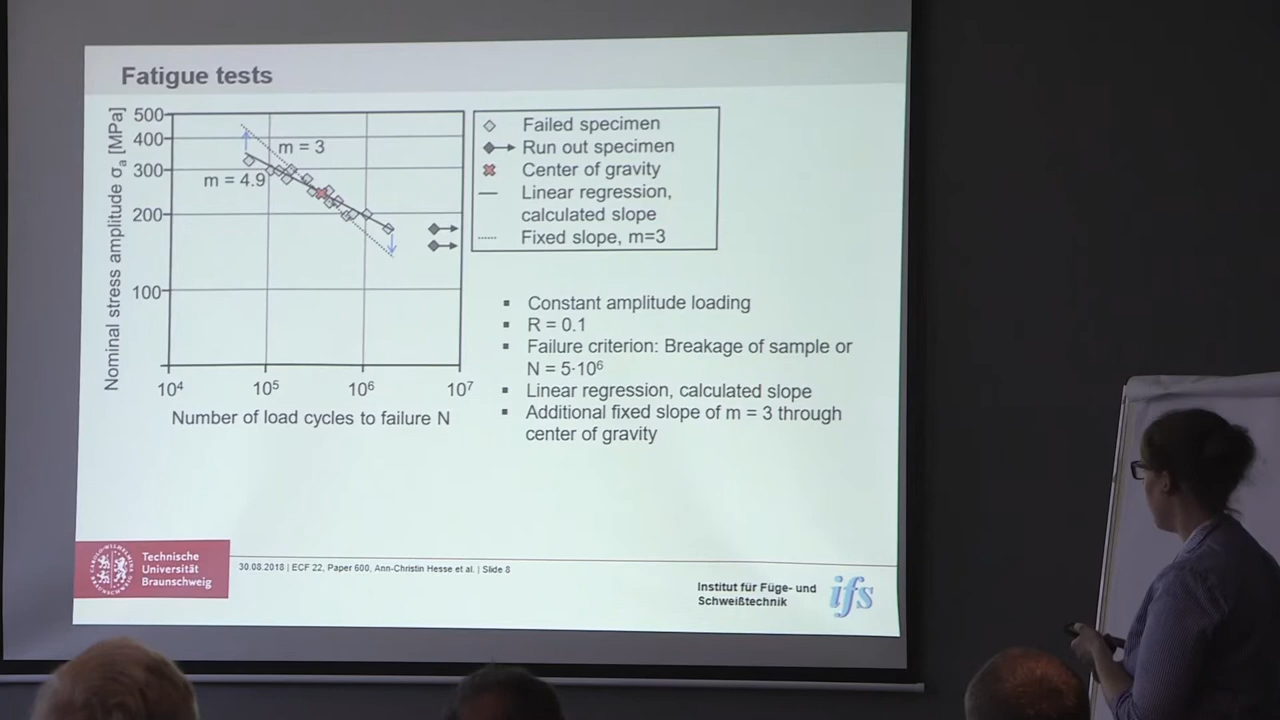 Fatigue tests
Nominal stress amplitude σa [MPa]
500
400
300
200
100
m = 3
m = 4.9
10⁴
10⁵
10⁶
10⁷
Number of load cycles to failure N
Failed specimen
Run out specimen
Center of gravity
Linear regression,
calculated slope
Fixed slope, m=3
▪ Constant amplitude loading
▪ R = 0.1
▪ Failure criterion: Breakage of sample or
N = 5·10⁶
▪ Linear regression, calculated slope
▪ Additional fixed slope of m = 3 through
center of gravity
Technische
Universität
Braunschweig
30.08.2018 | ECF 22, Paper 600, Ann-Christin Hesse et al. | Slide 8
Institut für Füge- und
Schweißtechnik
ifs